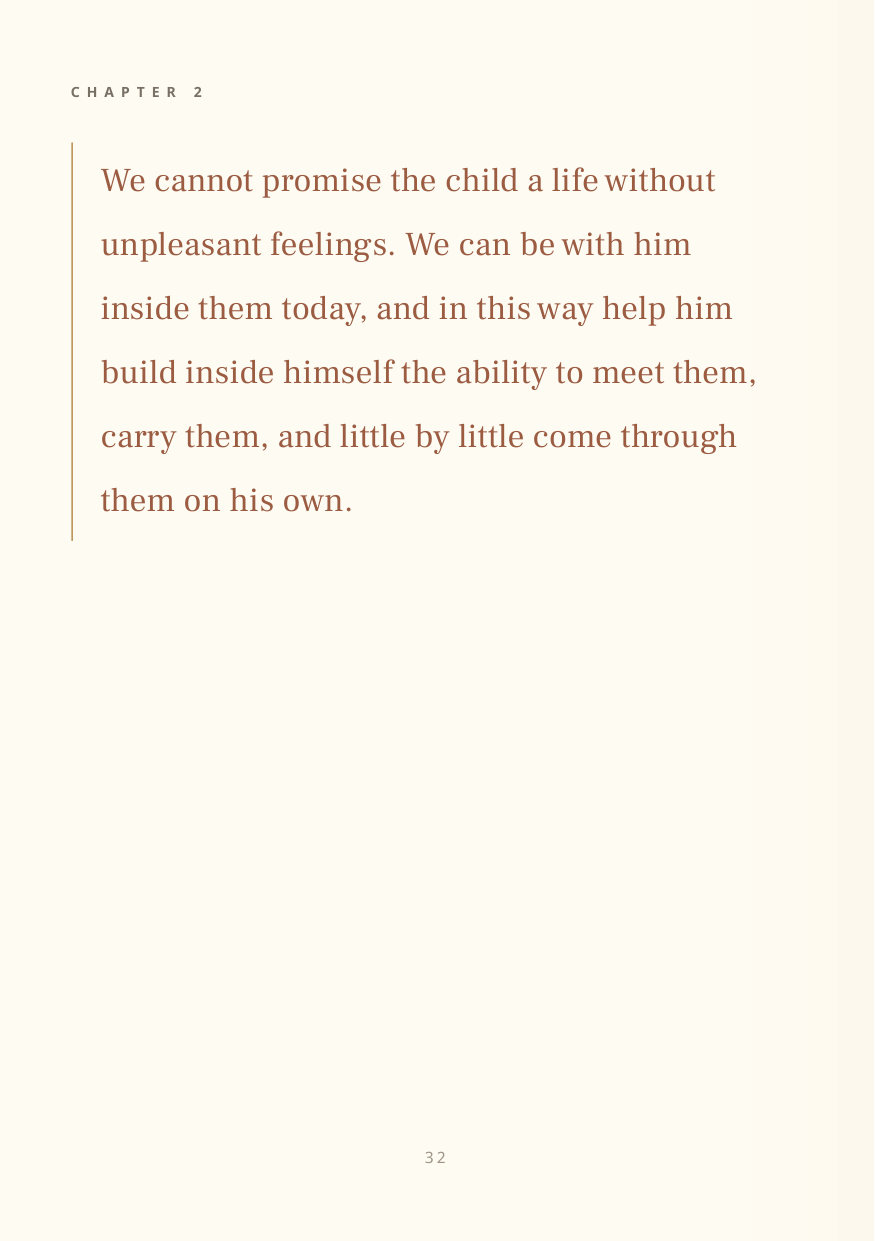 CHAPTER 2
We cannot promise the child a life without
unpleasant feelings. We can be with him
inside them today, and in this way help him
build inside himself the ability to meet them,
carry them, and little by little come through
them on his own.
32